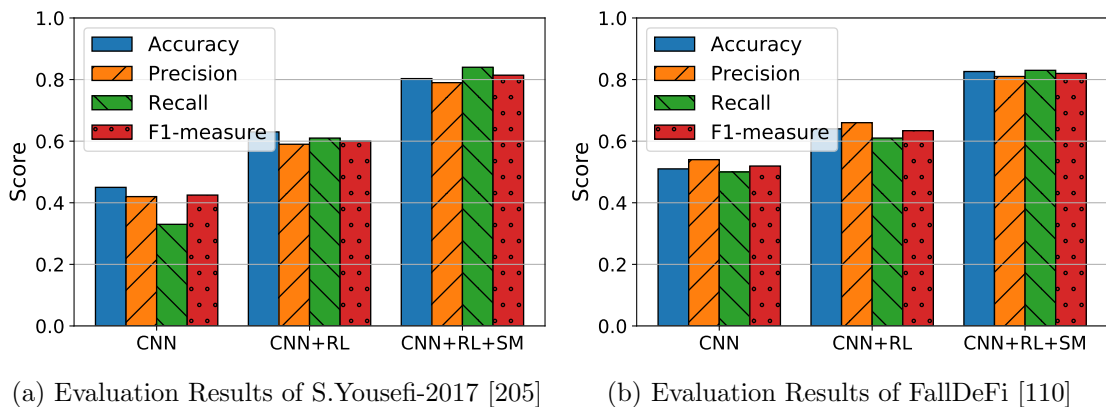 1.0
0.8
0.6
0.4
0.2
0.0
Score
Accuracy
Precision
Recall
F1-measure
CNN CNN+RL CNN+RL+SM
(a) Evaluation Results of S.Yousefi-2017 [205]
1.0
0.8
0.6
0.4
0.2
0.0
Score
Accuracy
Precision
Recall
F1-measure
CNN CNN+RL CNN+RL+SM
(b) Evaluation Results of FallDeFi [110]